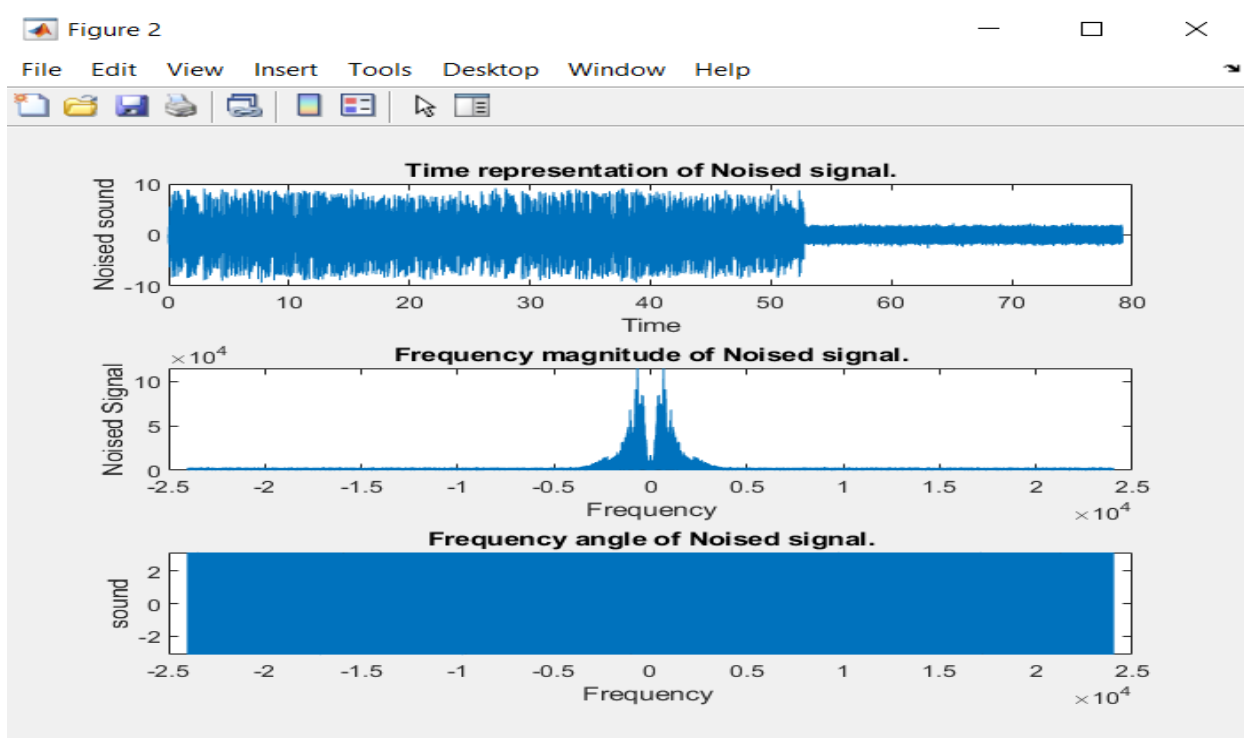 Figure 2
File Edit View Insert Tools Desktop Window Help
Time representation of Noised signal.
Noised sound
10
0
-10
0 10 20 30 40 50 60 70 80
Time
×10^4
Frequency magnitude of Noised signal.
Noised Signal
10
5
0
-2.5 -2 -1.5 -1 -0.5 0 0.5 1 1.5 2 2.5
Frequency
×10^4
Frequency angle of Noised signal.
sound
2
0
-2
-2.5 -2 -1.5 -1 -0.5 0 0.5 1 1.5 2 2.5
Frequency
×10^4